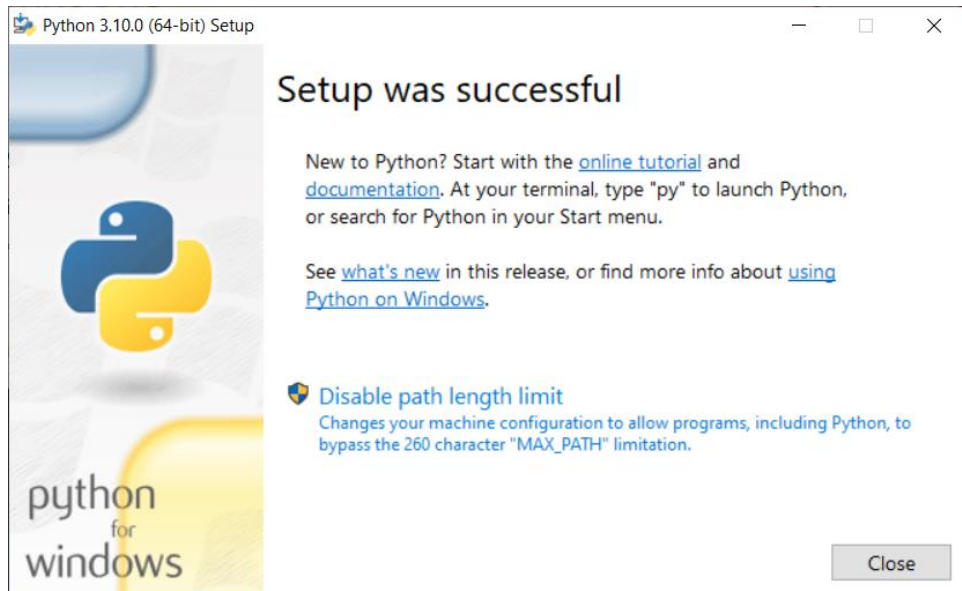 Python 3.10.0 (64-bit) Setup
Setup was successful
New to Python? Start with the online tutorial and
documentation. At your terminal, type "py" to launch Python,
or search for Python in your Start menu.
See what's new in this release, or find more info about using
Python on Windows.
Disable path length limit
Changes your machine configuration to allow programs, including Python, to
bypass the 260 character "MAX_PATH" limitation.
python
for
windows
Close